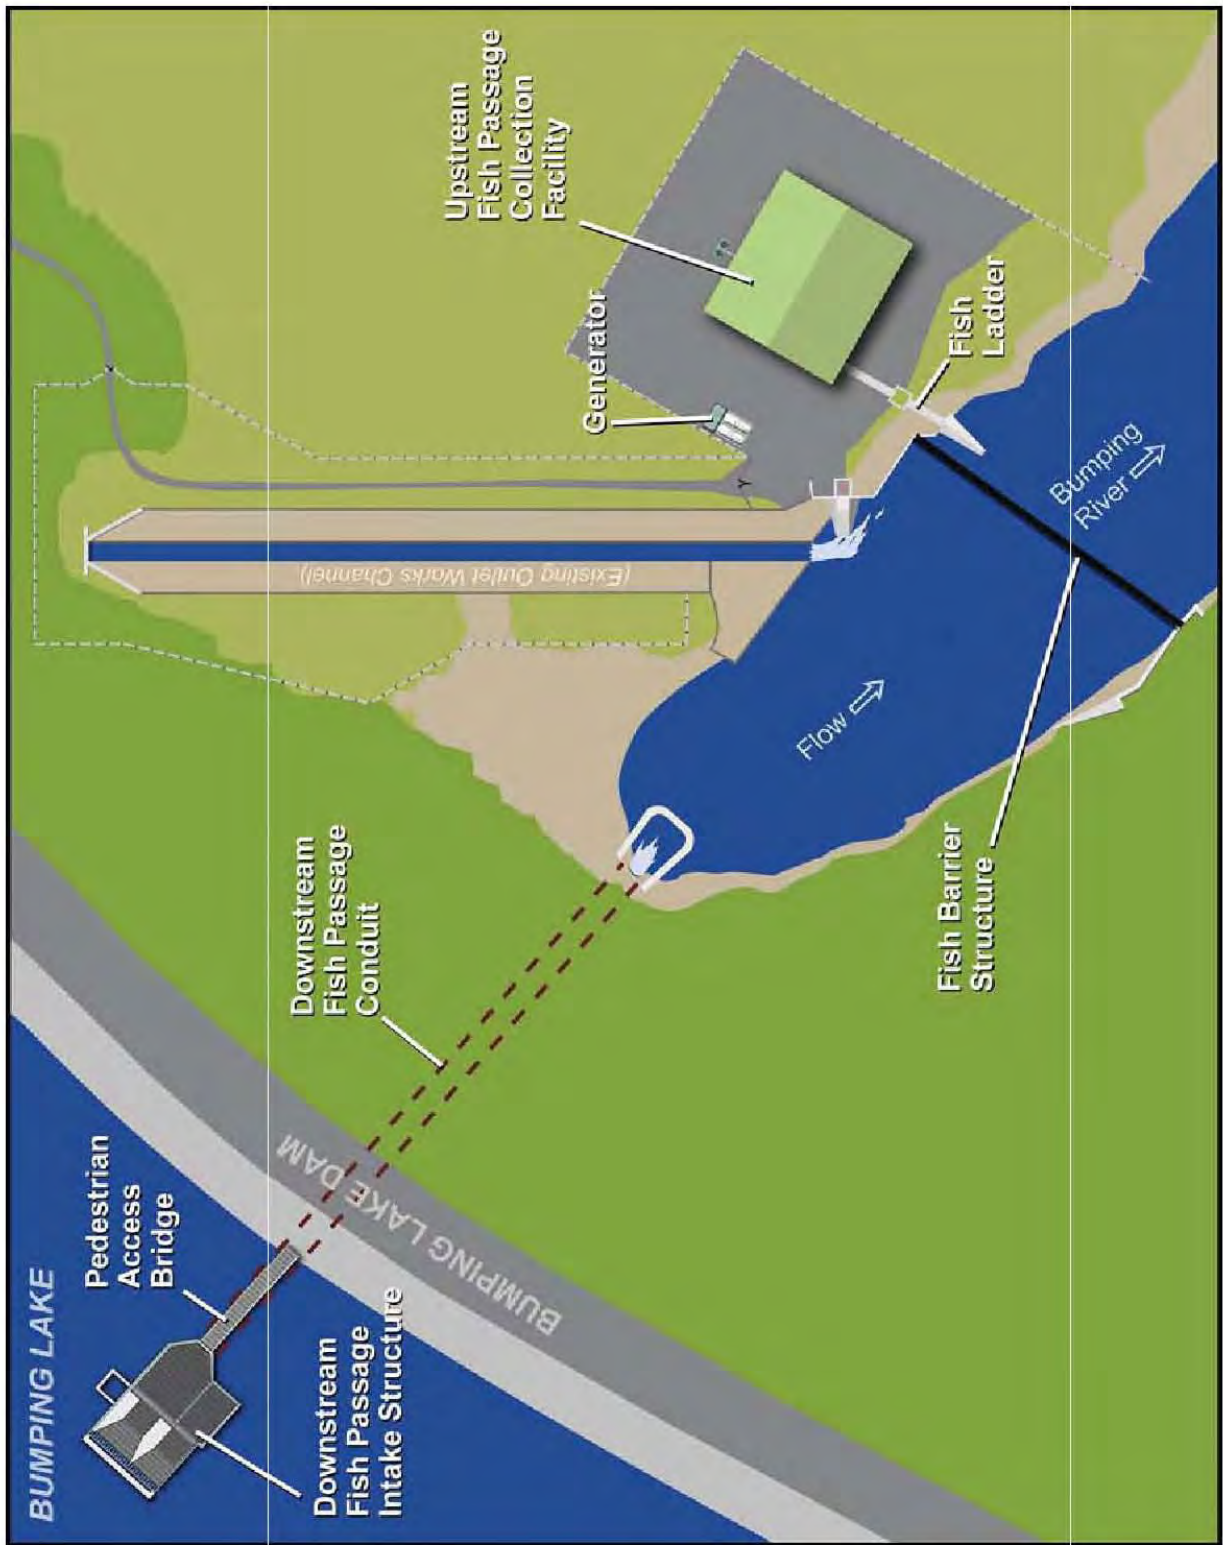 BUMPING LAKE
Pedestrian
Access
Bridge
Downstream
Fish Passage
Intake Structure
BUMPING LAKE DAM
Downstream
Fish Passage
Conduit
(Existing Outlet Works Channel)
Upstream
Fish Passage
Collection
Facility
Generator
Fish
Ladder
Flow
Bumping
River
Fish Barrier
Structure